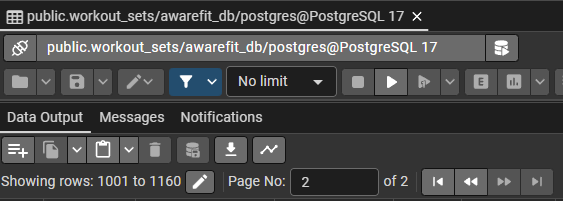 public.workout_sets/awarefit_db/postgres@PostgreSQL 17
public.workout_sets/awarefit_db/postgres@PostgreSQL 17
No limit
E
Data Output Messages Notifications
Showing rows: 1001 to 1160 Page No: 2 of 2